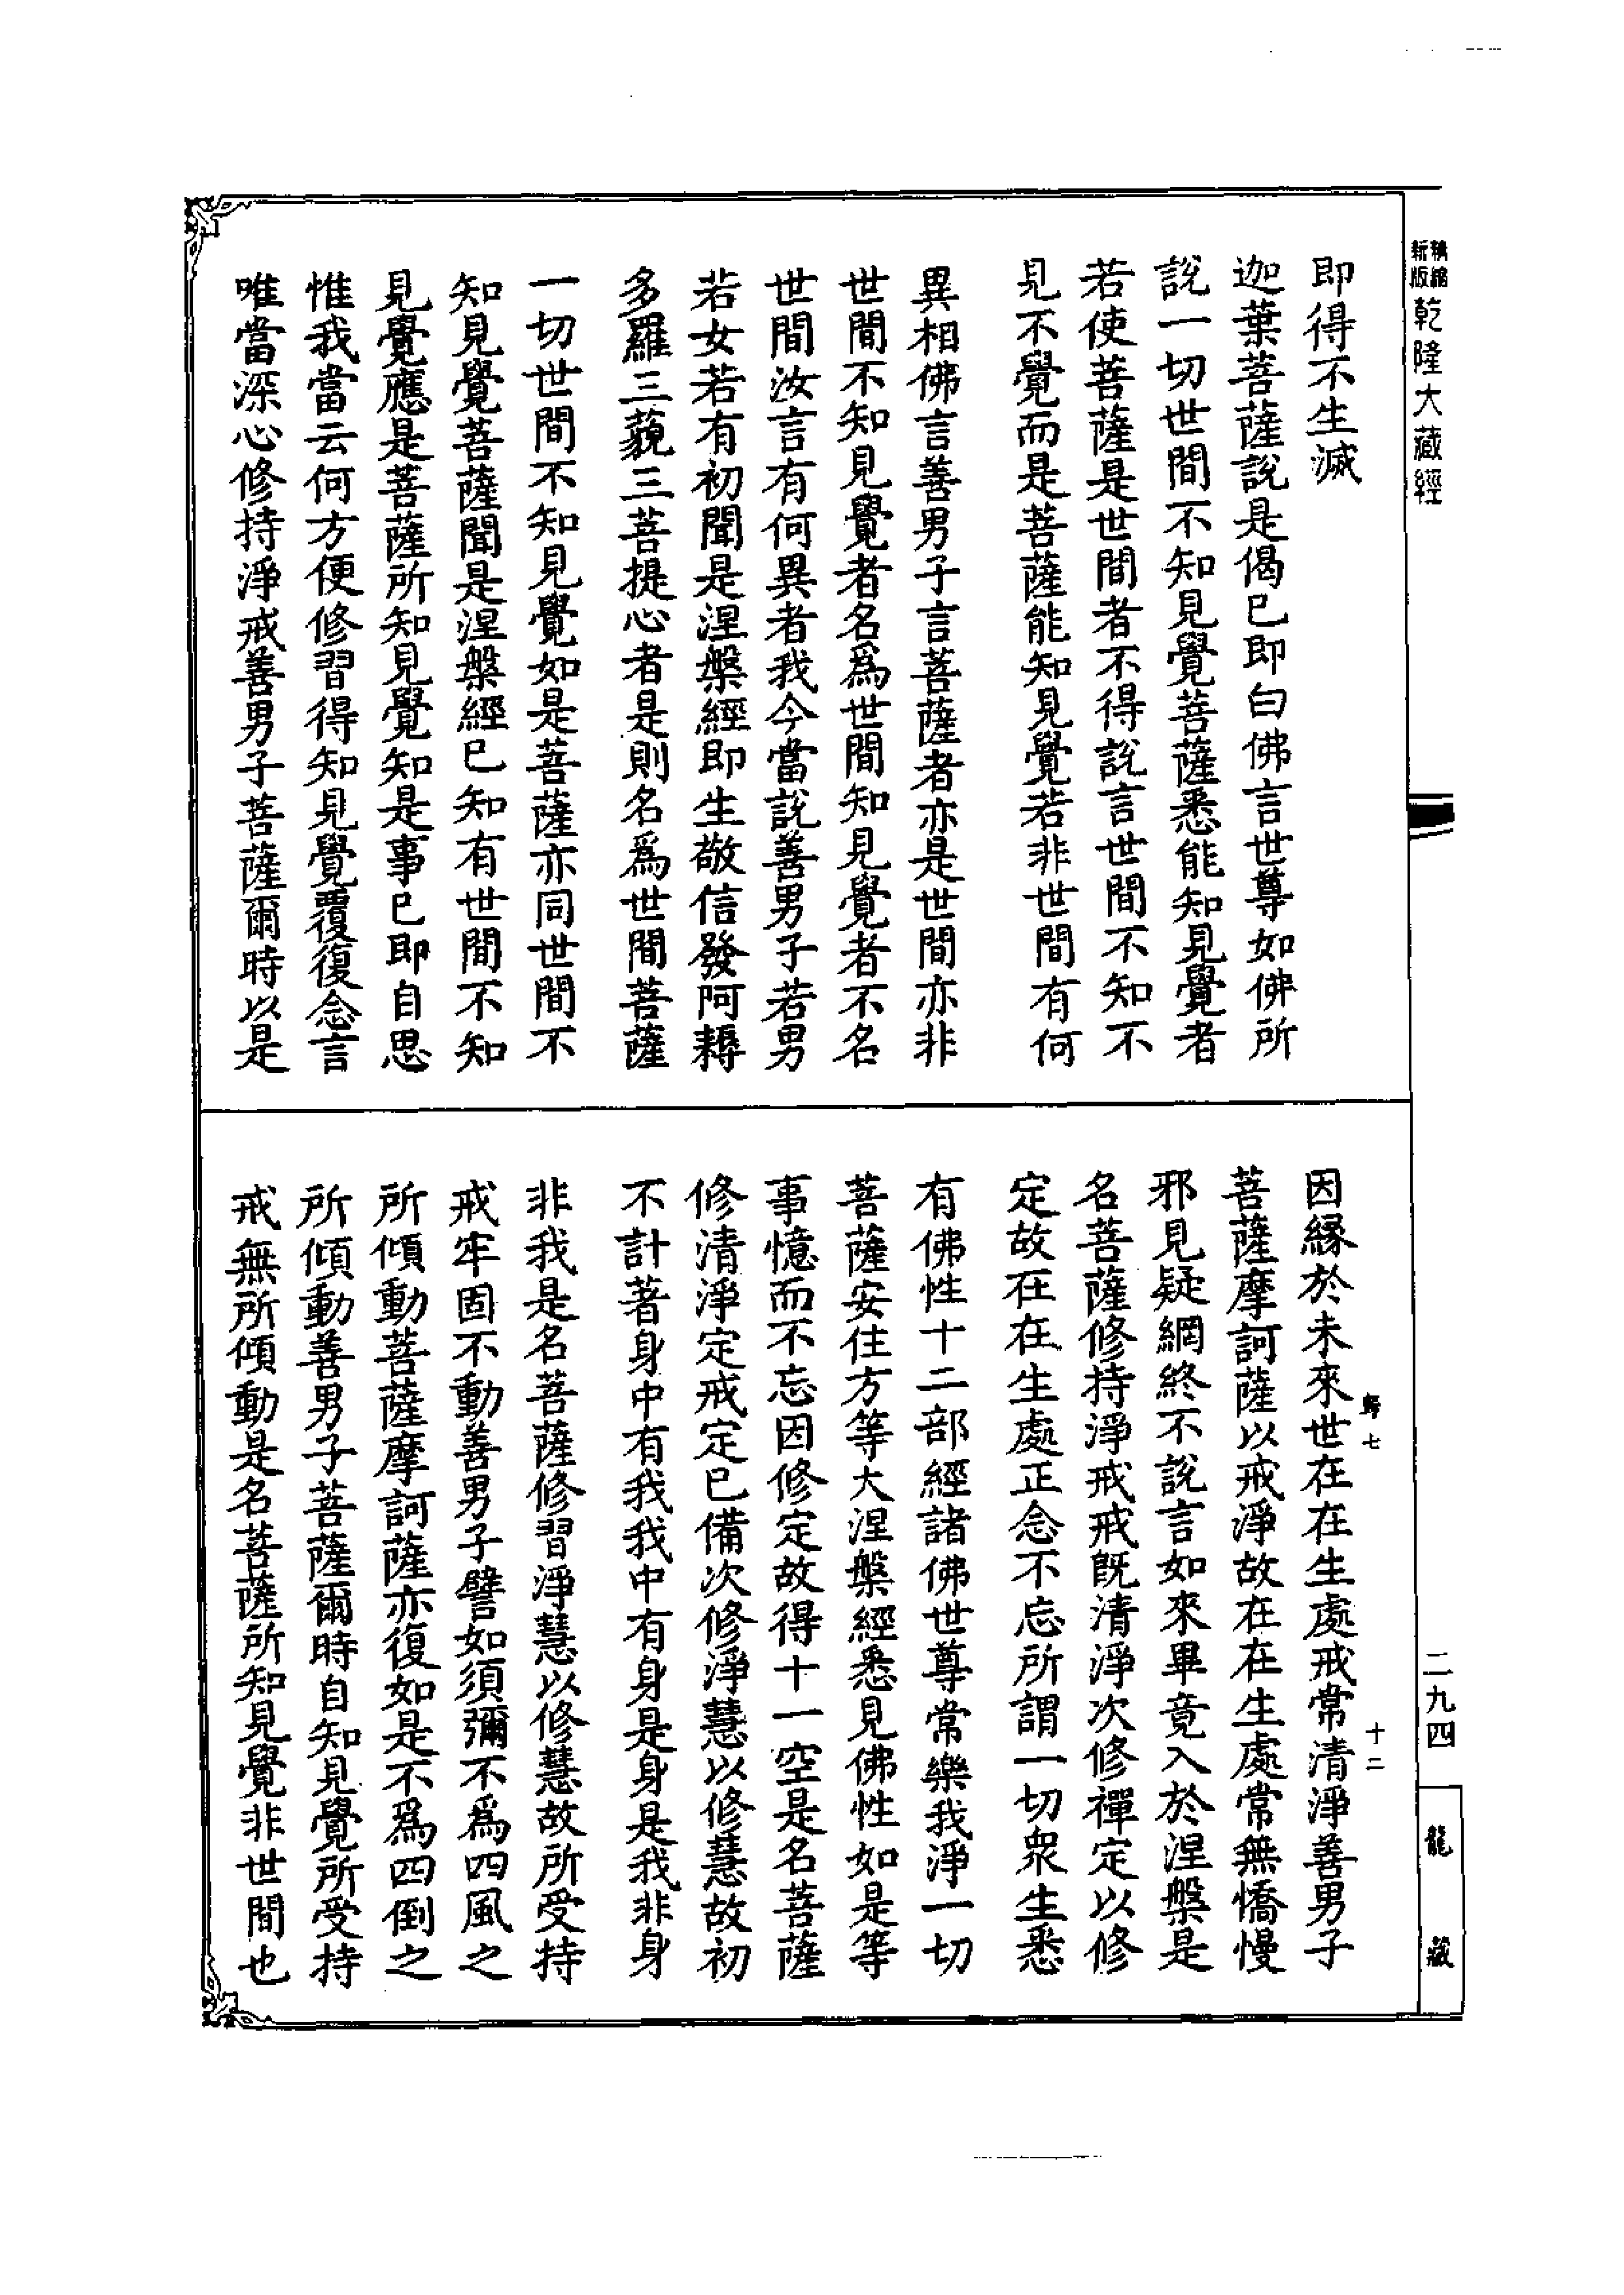 精縮
新版
乾隆大藏經
即得不生滅
迦葉菩薩說是偈已即白佛言世尊如佛所
說一切世間不知見覺菩薩悉能知見覺者
若使菩薩是世間者不得說言世間不知不
見不覺而是菩薩能知見覺若非世間有何
異相佛言善男子言菩薩者亦是世間亦非
世間不知見覺者名爲世間知見覺者不名
世間汝言有何異者我今當說善男子若男
若女若有初聞是涅槃經即生敬信發阿耨
多羅三藐三菩提心者是則名爲世間菩薩
一切世間不知見覺如是菩薩亦同世間不
知見覺菩薩聞是涅槃經已知有世間不知
見覺應是菩薩所知見覺知是事已即自思
惟我當云何方便修習得知見覺覆復念言
唯當深心修持淨戒善男子菩薩爾時以是
歸七
十二
因縁於未來世在在生處戒常清淨善男子
菩薩摩訶薩以戒淨故在在生處常無憍慢
邪見疑網終不說言如來畢竟入於涅槃是
名菩薩修持淨戒戒既清淨次修禪定以修
定故在在生處正念不忘所謂一切眾生悉
有佛性十二部經諸佛世尊常樂我淨一切
菩薩安住方等大涅槃經悉見佛性如是等
事憶而不忘因修定故得十一空是名菩薩
修清淨定戒定已備次修淨慧以修慧故初
不計著身中有我我中有身是身是我非身
非我是名菩薩修習淨慧以修慧故所受持
戒牢固不動善男子譬如須彌不爲四風之
所傾動菩薩摩訶薩亦復如是不爲四倒之
所傾動善男子菩薩爾時自知見覺所受持
戒無所傾動是名菩薩所知見覺非世間也
二九四
龍藏